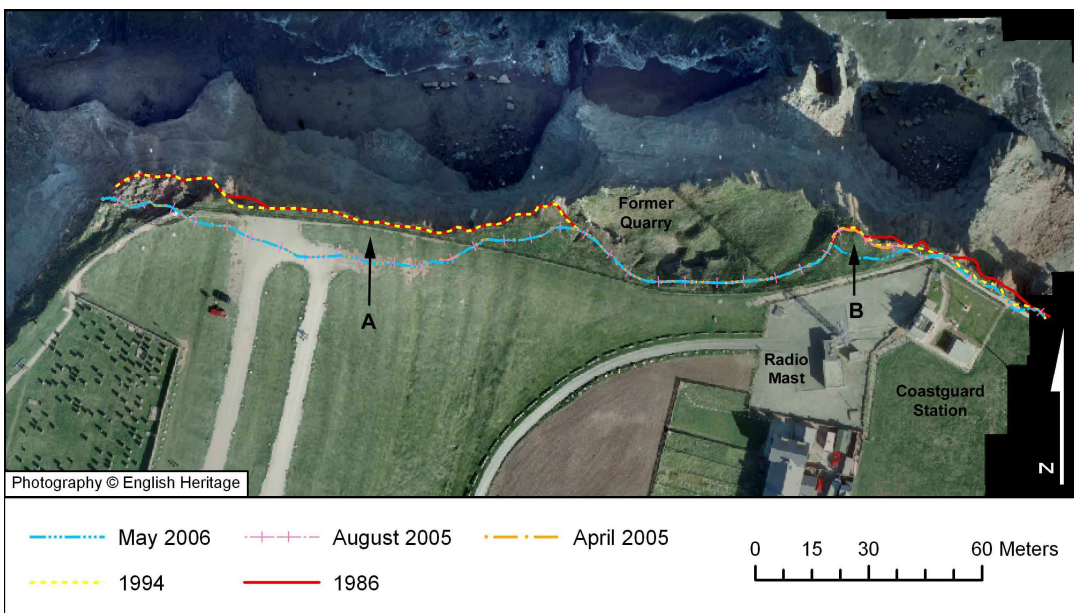 Former
Quarry
A
B
Radio
Mast
Coastguard
Station
N
Photography © English Heritage
May 2006
August 2005
April 2005
1994
1986
0 15 30 60 Meters